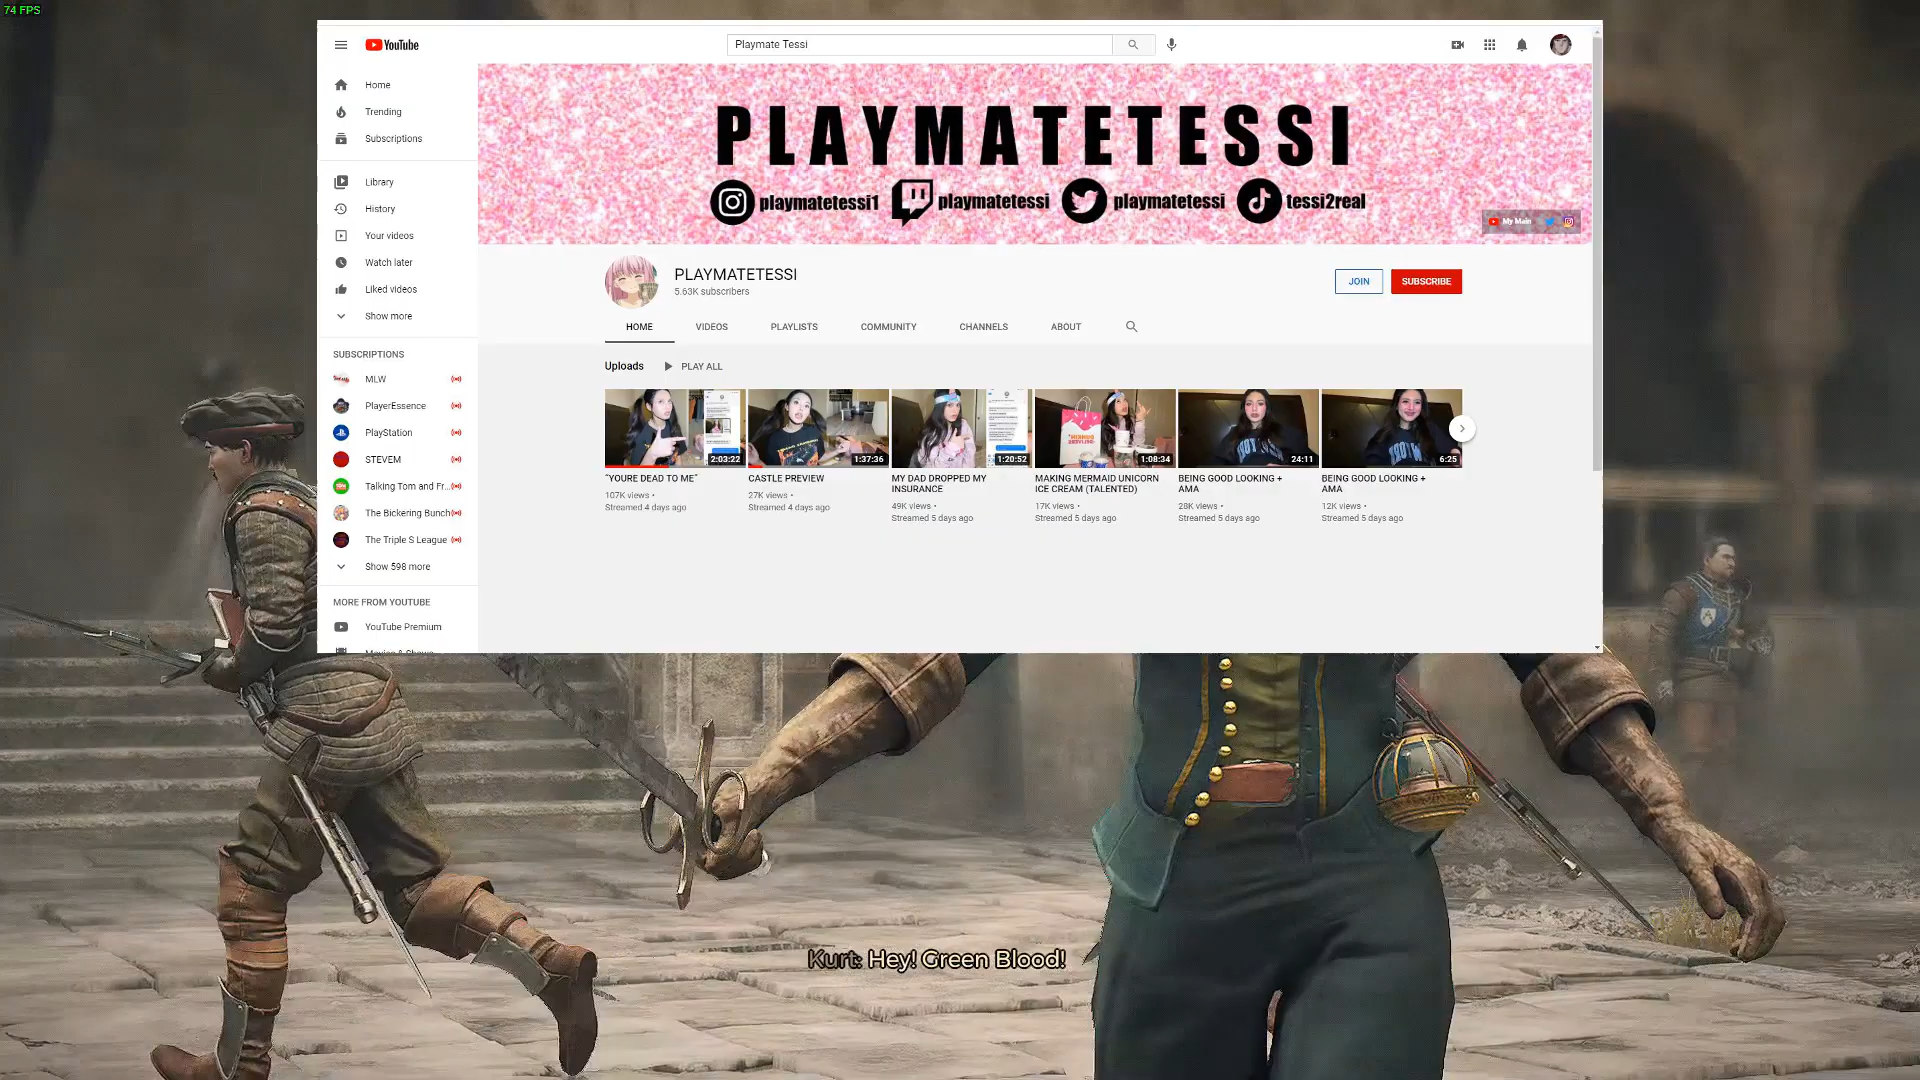 74 FPS
YouTube
Playmate Tessi
Home
Trending
Subscriptions
Library
History
Your videos
Watch later
Liked videos
Show more
SUBSCRIPTIONS
MLW
PlayerEssence
PlayStation
STEVEM
Talking Tom and Fr...
The Bickering Bunch
The Triple S League
Show 598 more
MORE FROM YOUTUBE
YouTube Premium
Movies & Shows
PLAYMATETESSI
playmatetessi1 playmatetessi playmatetessi tessi2real
My Main
PLAYMATETESSI
5.63K subscribers
JOIN SUBSCRIBE
HOME VIDEOS PLAYLISTS COMMUNITY CHANNELS ABOUT
Uploads PLAY ALL
2:03:22
"YOURE DEAD TO ME"
107K views •
Streamed 4 days ago
1:37:36
CASTLE PREVIEW
27K views •
Streamed 4 days ago
1:20:52
MY DAD DROPPED MY
INSURANCE
49K views •
Streamed 5 days ago
1:08:34
MAKING MERMAID UNICORN
ICE CREAM (TALENTED)
17K views •
Streamed 5 days ago
24:11
BEING GOOD LOOKING +
AMA
28K views •
Streamed 5 days ago
6:25
BEING GOOD LOOKING +
AMA
12K views •
Streamed 5 days ago
Kurt: Hey! Green Blood!